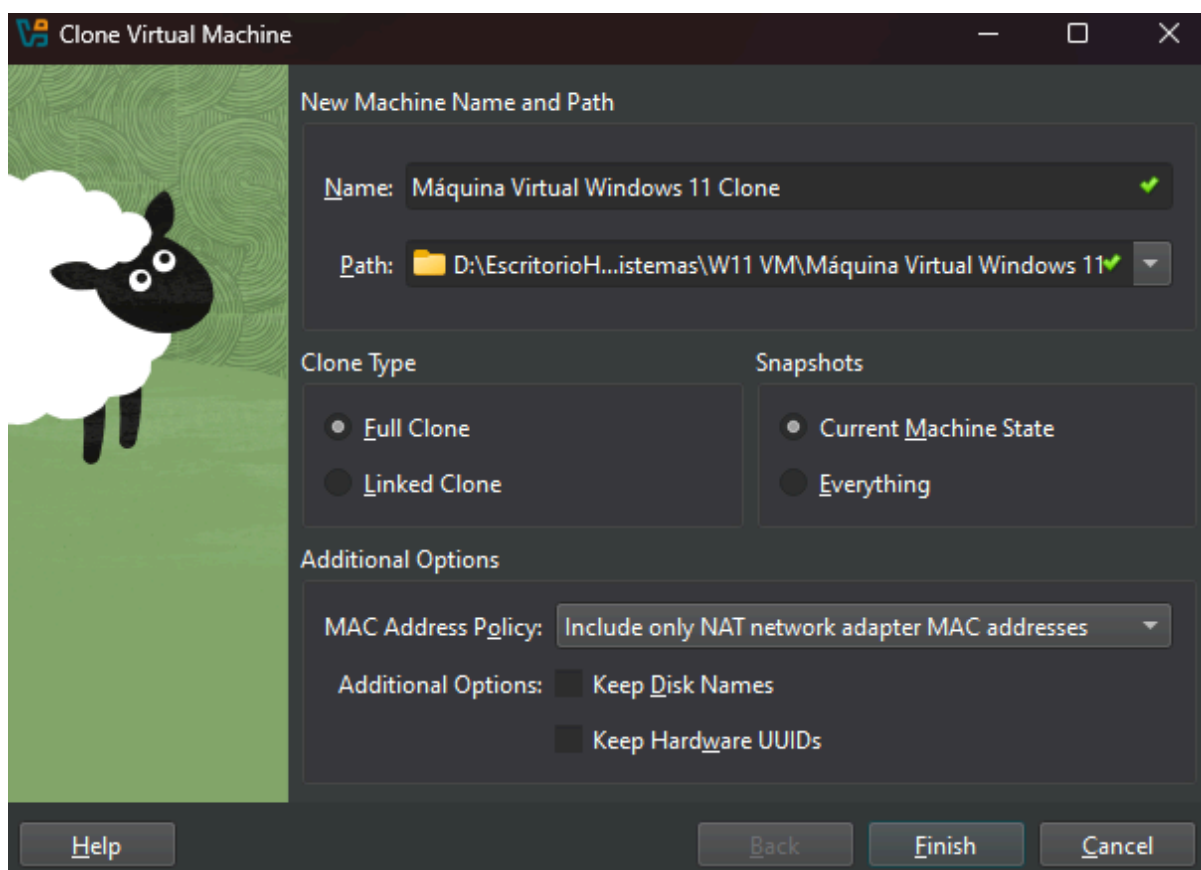 Clone Virtual Machine
New Machine Name and Path
Name: Máquina Virtual Windows 11 Clone
Path: D:\EscritorioH...istemas\W11 VM\Máquina Virtual Windows 11
Clone Type
Full Clone
Linked Clone
Snapshots
Current Machine State
Everything
Additional Options
MAC Address Policy: Include only NAT network adapter MAC addresses
Additional Options: Keep Disk Names
Keep Hardware UUIDs
Help
Back
Finish
Cancel